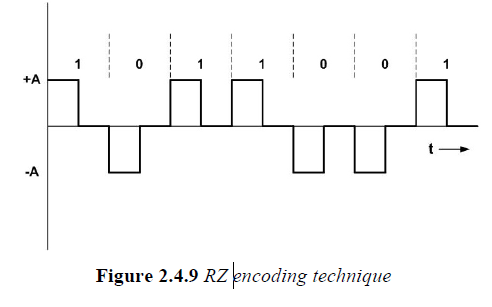 1 0 1 1 0 0 1
+A
t
-A
Figure 2.4.9 RZ encoding technique